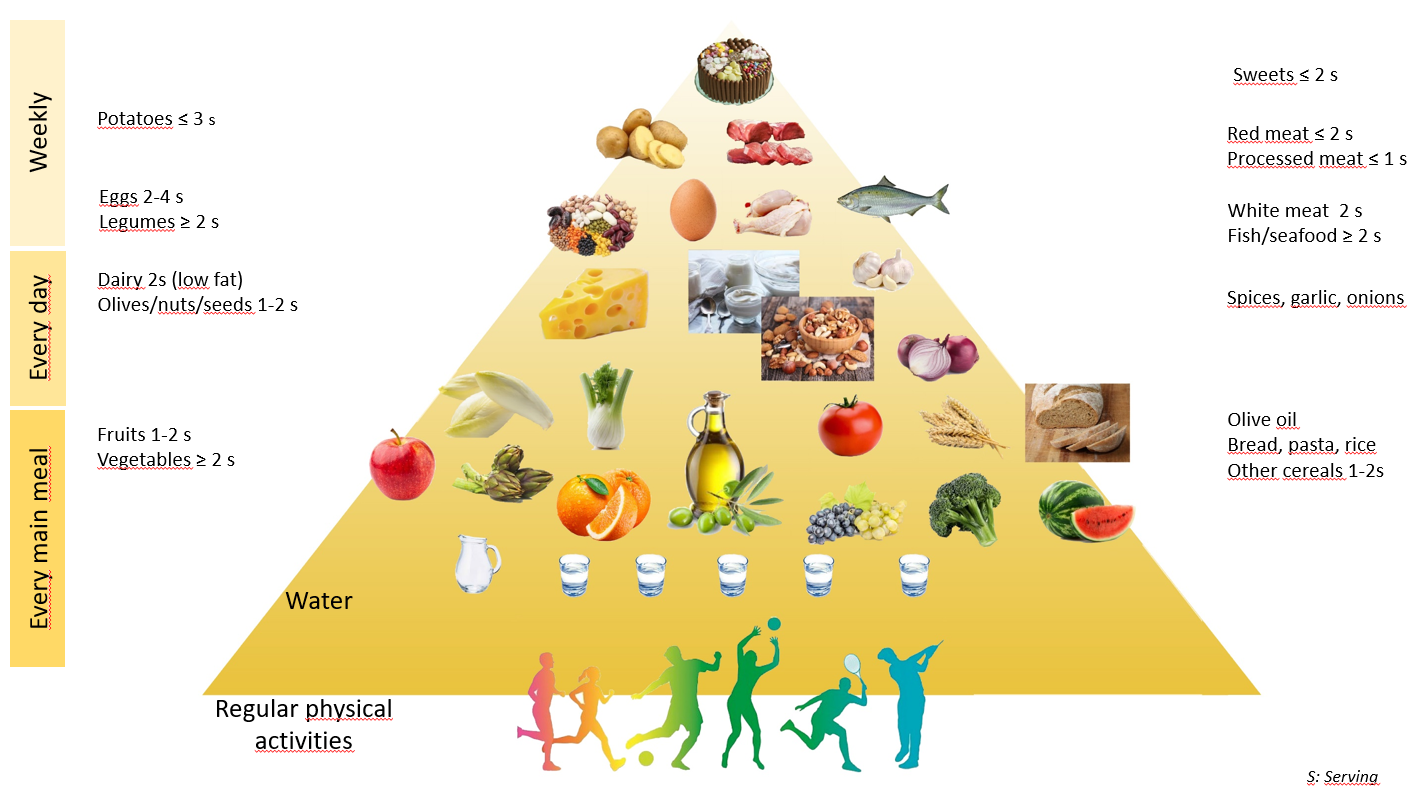 Weekly
Potatoes ≤ 3 s
Eggs 2-4 s
Legumes ≥ 2 s
Sweets ≤ 2 s
Red meat ≤ 2 s
Processed meat ≤ 1 s
White meat  2 s
Fish/seafood ≥ 2 s
Every day
Dairy 2s (low fat)
Olives/nuts/seeds 1-2 s
Spices, garlic, onions
Every main meal
Fruits 1-2 s
Vegetables ≥ 2 s
Olive oil
Bread, pasta, rice
Other cereals 1-2s
Water
Regular physical
activities
S: Serving